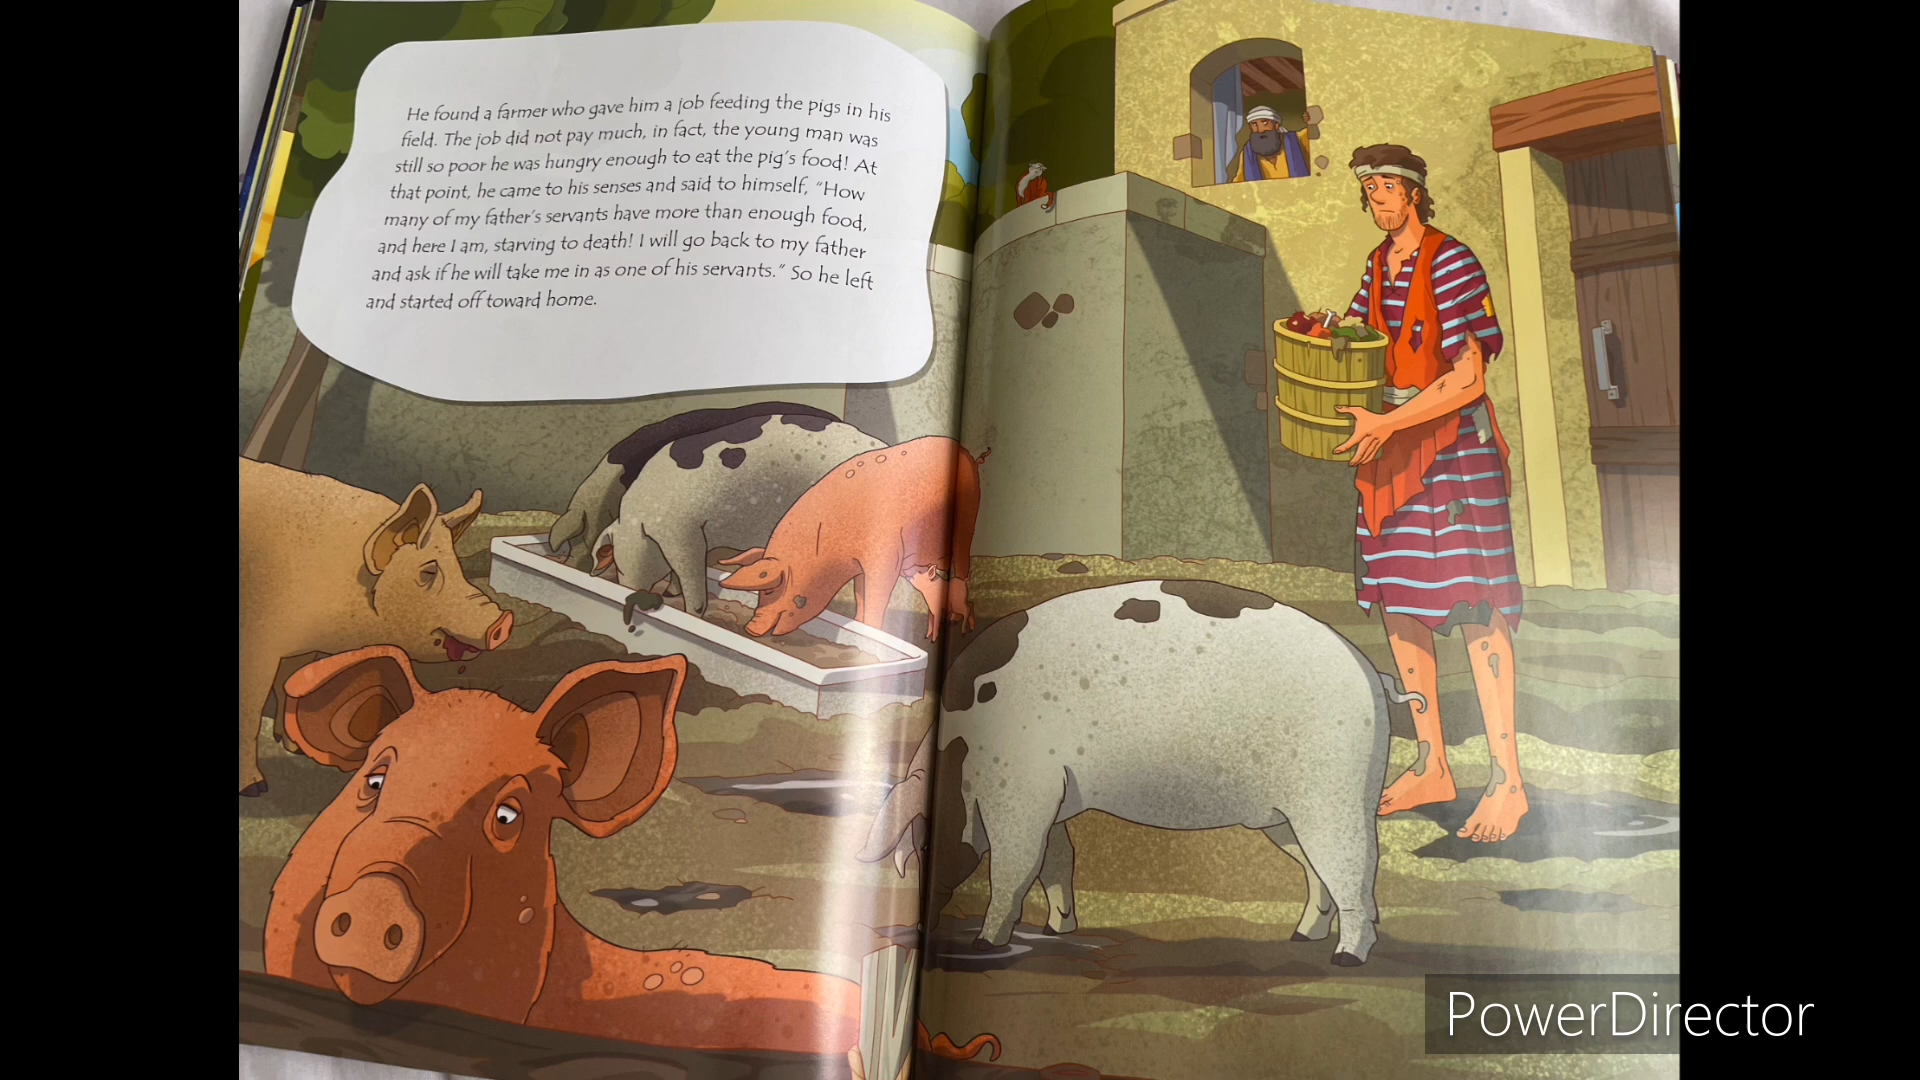 He found a farmer who gave him a job feeding the pigs in his
field. The job did not pay much, in fact, the young man was
still so poor he was hungry enough to eat the pig's food! At
that point, he came to his senses and said to himself, "How
many of my father's servants have more than enough food,
and here I am, starving to death! I will go back to my father
and ask if he will take me in as one of his servants." So he left
and started off toward home.
PowerDirector